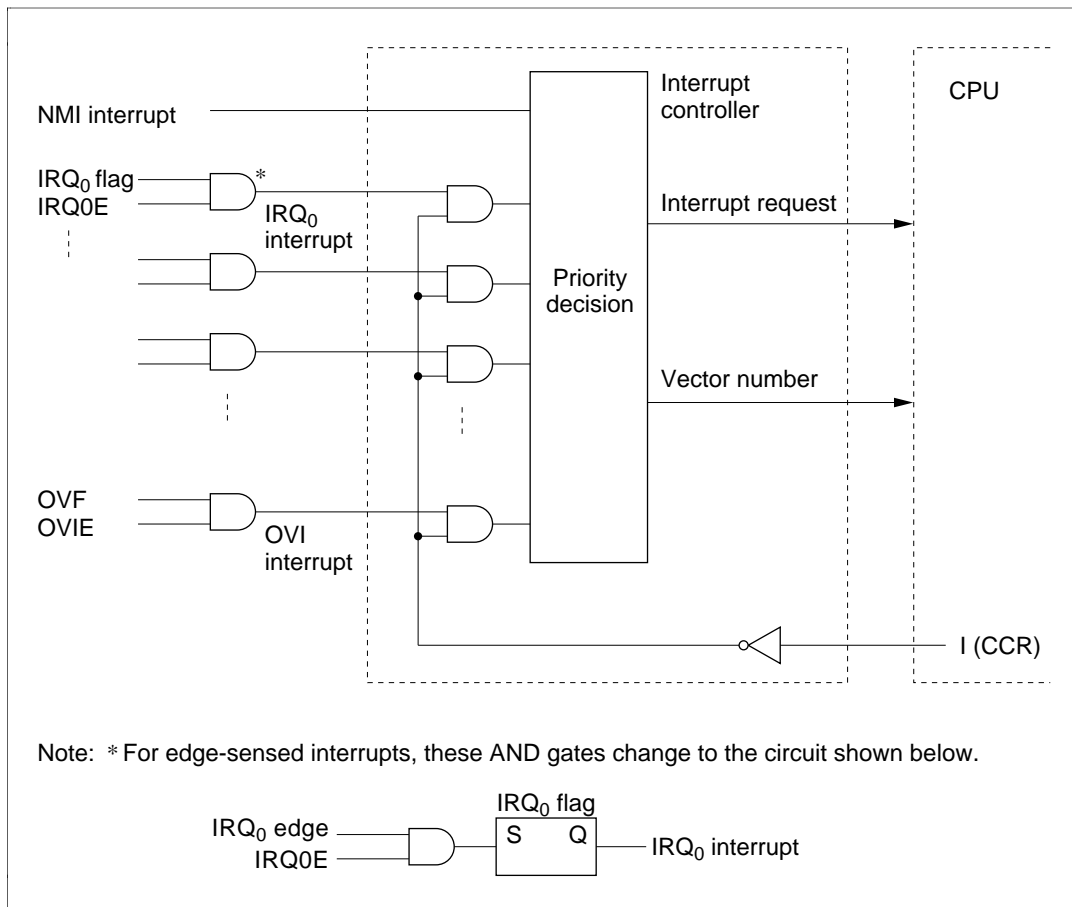 NMI interrupt
IRQ₀ flag
IRQ0E
*
IRQ₀
interrupt
OVF
OVIE
OVI
interrupt
Priority
decision
Interrupt
controller
Interrupt request
Vector number
CPU
I (CCR)
Note: * For edge-sensed interrupts, these AND gates change to the circuit shown below.
IRQ₀ edge
IRQ0E
IRQ₀ flag
S Q
IRQ₀ interrupt